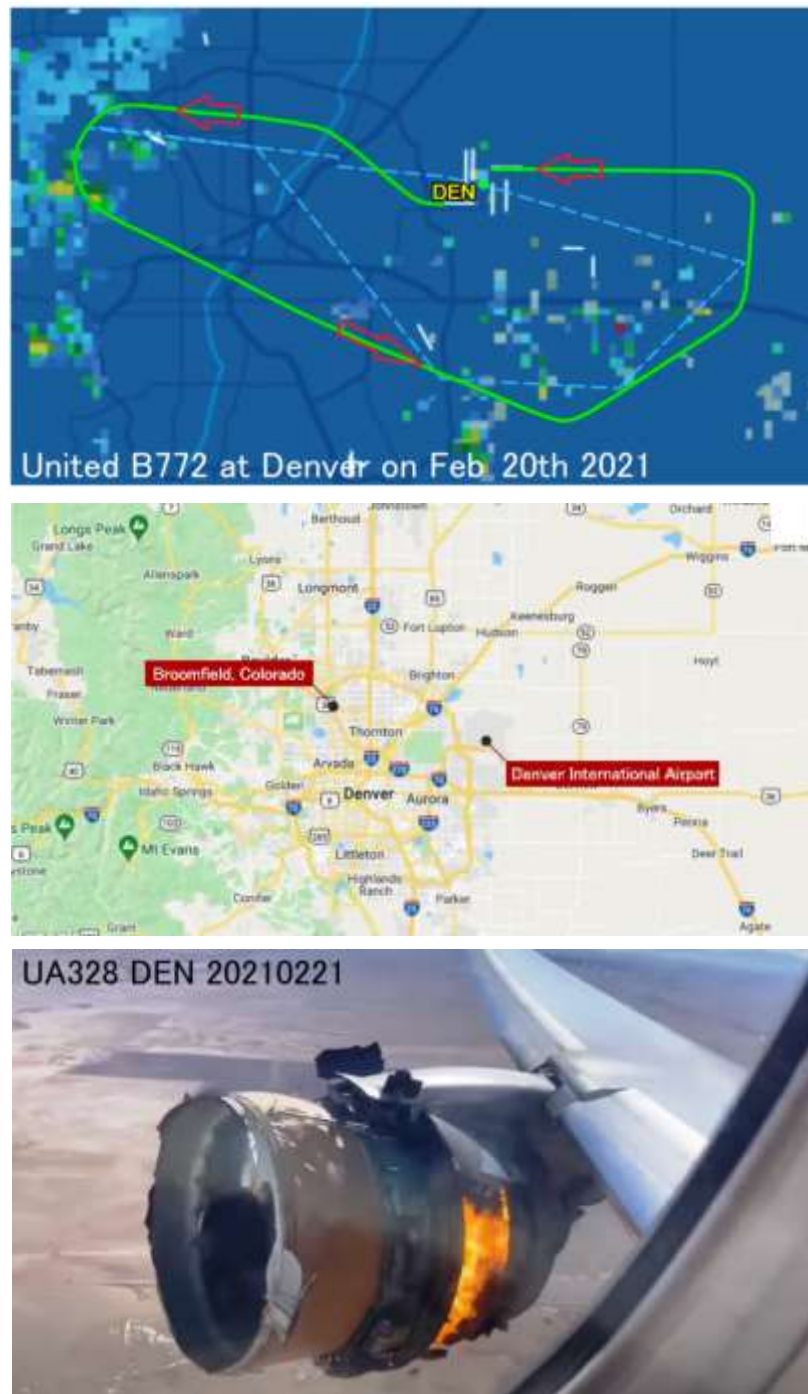 DEN
United B772 at Denver on Feb 20th 2021
Longs Peak
Grand Lake
Allenspark
Ward
Berthoud
Johnstown
Lyons
Longmont
Fort Lupton
Hudson
Keenesburg
Roggen
Wiggins
Orchard
Hoyt
Brighton
Broomfield, Colorado
Tabernash
Fraser
Winter Park
Thornton
Arvada
Black Hawk
Idaho Springs
Golden
Denver
Aurora
Denver International Airport
Byers
Deer Trail
Mt Evans
Littleton
Highlands
Ranch
Parker
Conifer
Grant
Agate
UA328 DEN 20210221